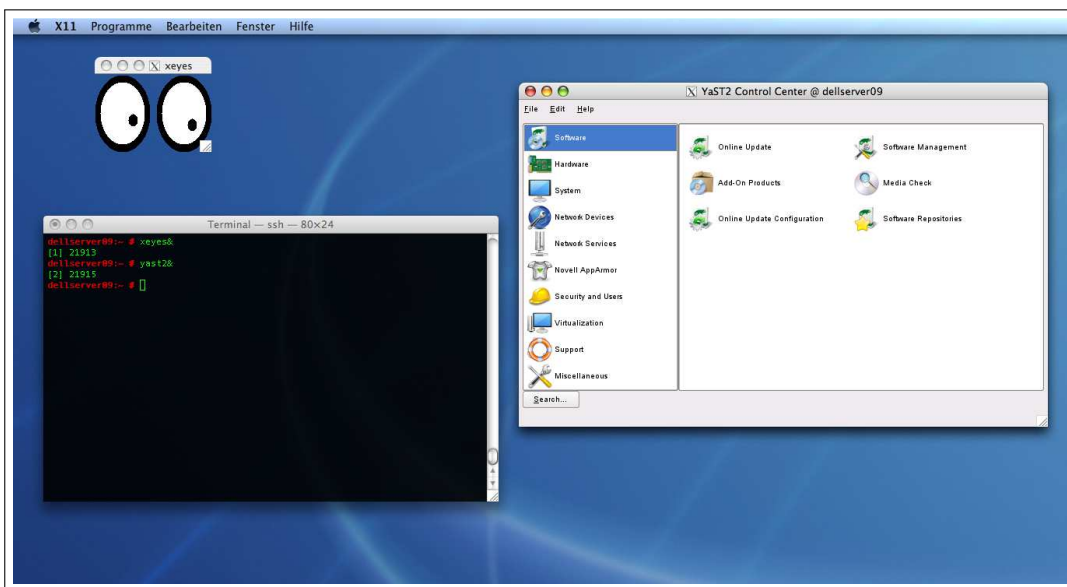 X11 Programme Bearbeiten Fenster Hilfe
X xeyes
X YaST2 Control Center @ dellserver09
File Edit Help
Software
Hardware
System
Network Devices
Network Services
Novell AppArmor
Security and Users
Virtualization
Support
Miscellaneous
Search...
Online Update
Software Management
Add-On Products
Media Check
Online Update Configuration
Software Repositories
Terminal — ssh — 80×24
dellserver09:~ # xeyes&
[1] 21913
dellserver09:~ # yast2&
[2] 21915
dellserver09:~ #